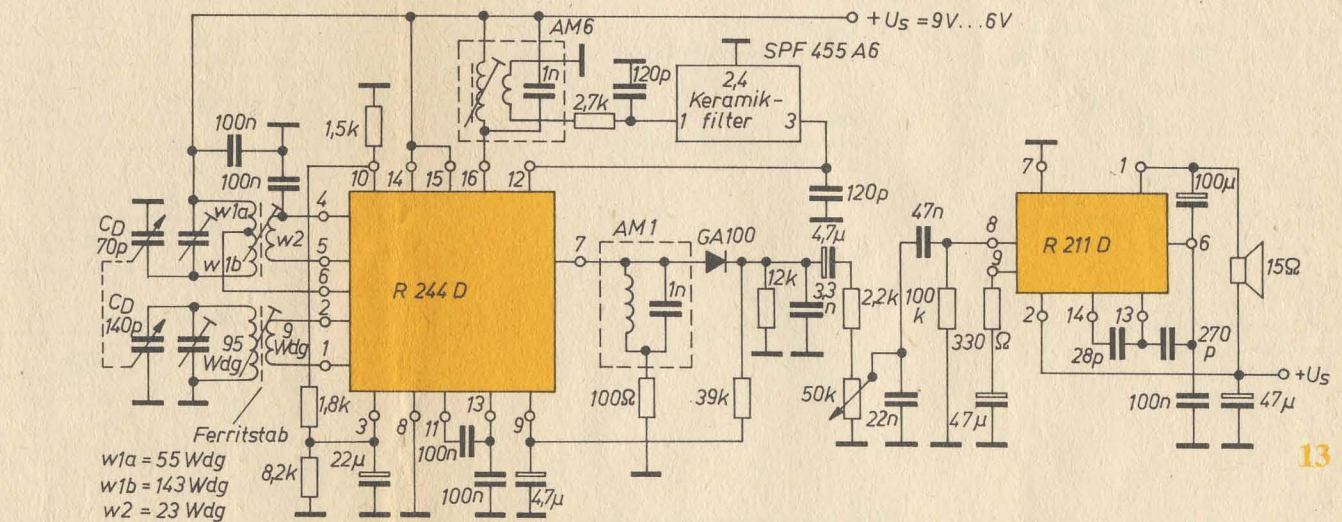 +Us = 9V...6V
AM6
SPF 455 A6
1n
120p
2,4
Keramik-
filter
1
3
2,7k
100n
1,5k
100n
10
14
15
16
12
120p
7
1
100µ
CD
70p
w1a
w1b
w2
4
5
6
2
1
R 244 D
7
AM1
1n
GA100
12k
4,7µ
3,3
n
2,2k
47n
100
k
8
9
R 211 D
6
15Ω
CD
140p
95
Wdg
9
Wdg
330
Ω
2
14
13
28p
270
p
+Us
100Ω
39k
50k
22n
47µ
100n
47µ
Ferritstab
1,8k
3
8
11
13
9
100n
8,2k
22µ
100n
4,7µ
w1a = 55 Wdg
w1b = 143 Wdg
w2 = 23 Wdg
13